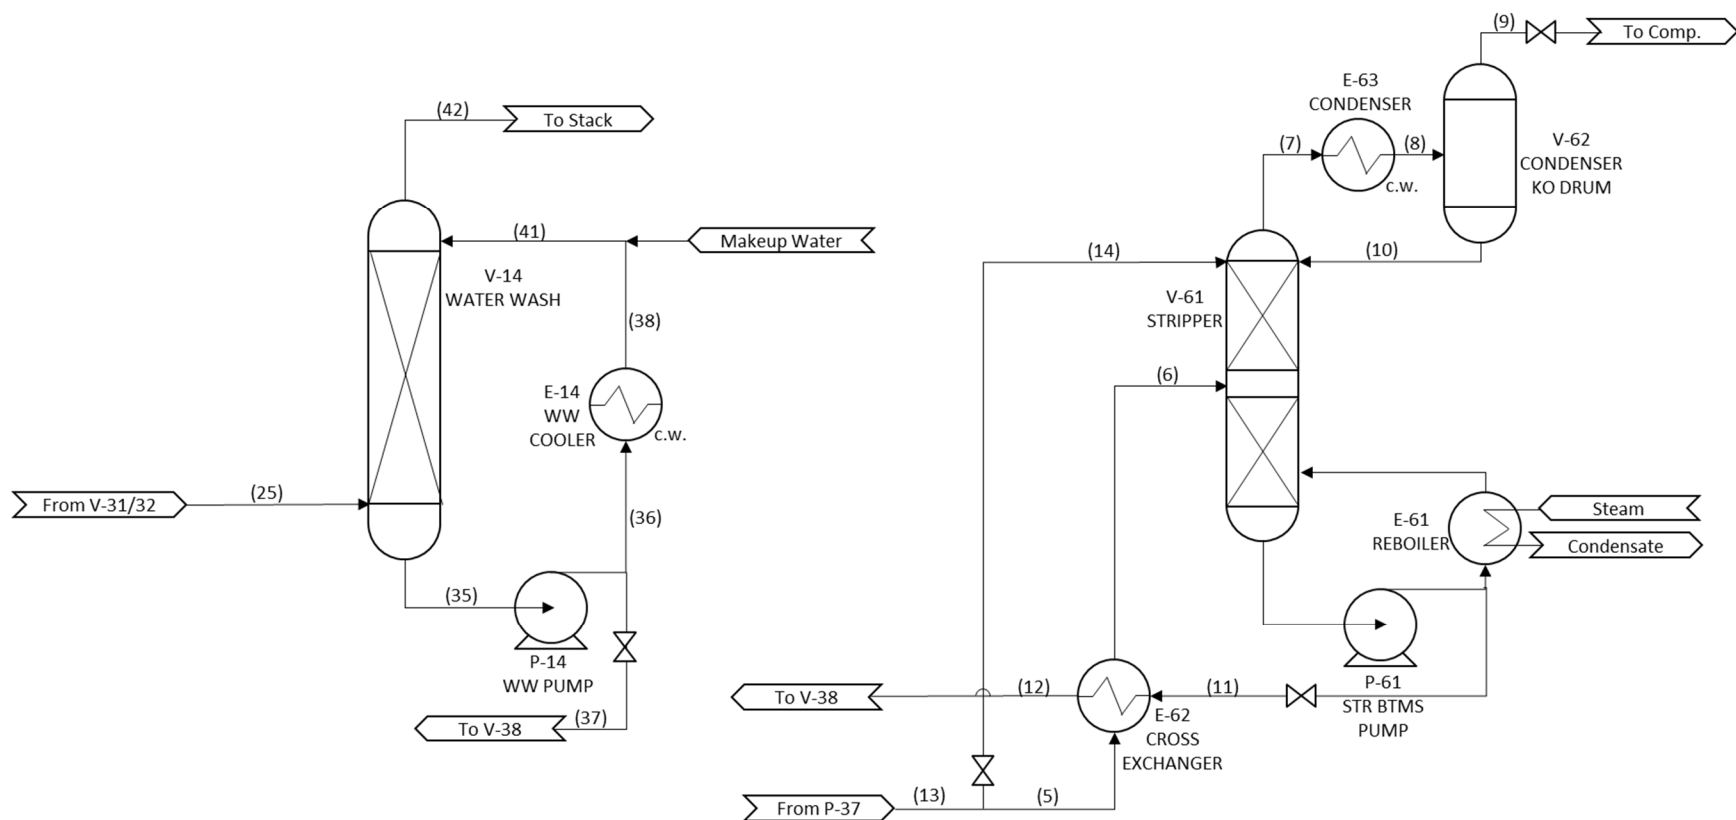 (9)
To Comp.
E-63
CONDENSER
(42)
To Stack
(7)
(8)
c.w.
V-62
CONDENSER
KO DRUM
(41)
Makeup Water
(14)
(10)
V-14
WATER WASH
V-61
STRIPPER
(38)
(6)
E-14
WW
COOLER
c.w.
From V-31/32
(25)
(36)
Steam
E-61
REBOILER
Condensate
(35)
P-14
WW PUMP
To V-38
(37)
To V-38
(12)
(11)
E-62
CROSS
EXCHANGER
P-61
STR BTMS
PUMP
From P-37
(13)
(5)